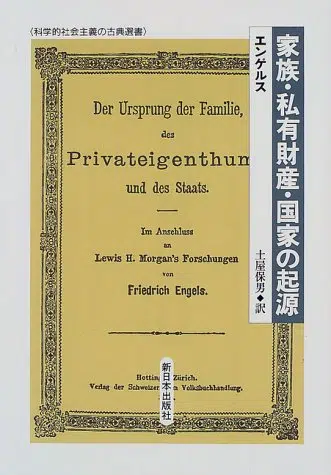 〈科学的社会主義の古典選書〉
家族・私有財産・国家の起源
エンゲルス
土屋保男◆訳
Der Ursprung der Familie,
des
Privateigenthum
und des Staats.
Im Anschluss
an
Lewis H. Morgan's Forschungen
von
Friedrich Engels.
Hottingen-Zürich.
Verlag der Schweizer Volksbuchhandlung.
新日本出版社